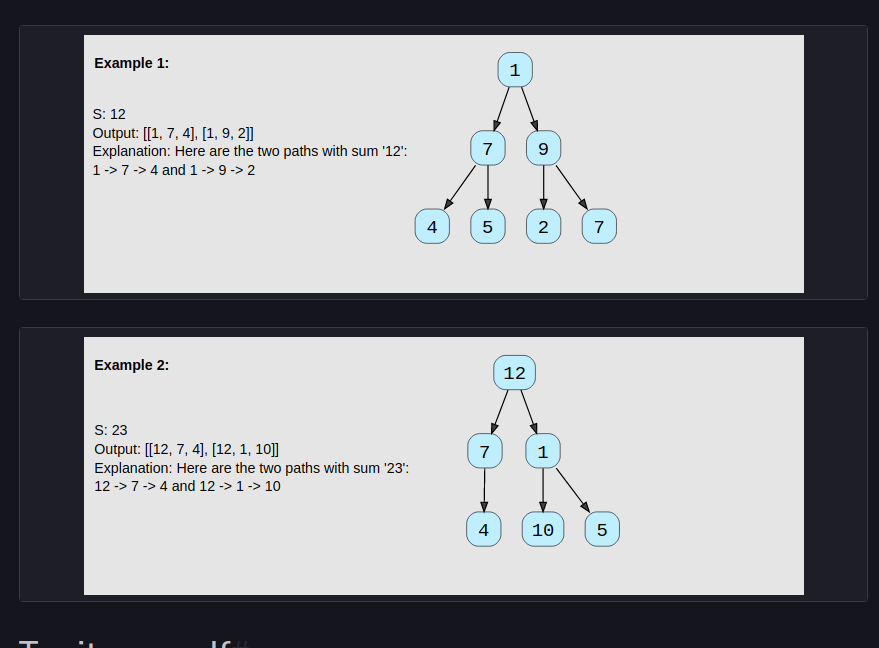 Example 1:
1
S: 12
Output: [[1, 7, 4], [1, 9, 2]]
Explanation: Here are the two paths with sum '12':
1 -> 7 -> 4 and 1 -> 9 -> 2
7 9
4 5 2 7
Example 2:
12
S: 23
Output: [[12, 7, 4], [12, 1, 10]]
Explanation: Here are the two paths with sum '23':
12 -> 7 -> 4 and 12 -> 1 -> 10
7 1
4 10 5